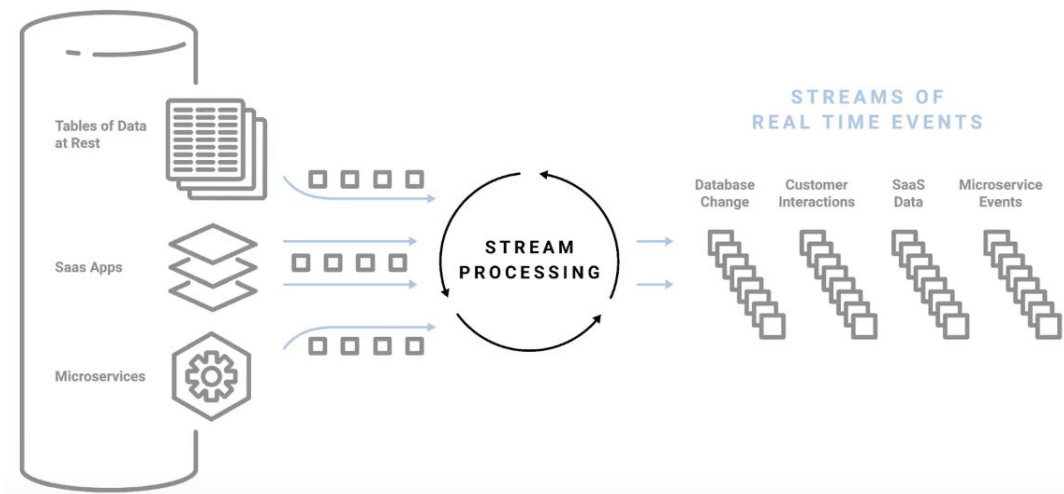 Tables of Data
at Rest
Saas Apps
Microservices
STREAM
PROCESSING
STREAMS OF
REAL TIME EVENTS
Database
Change
Customer
Interactions
SaaS
Data
Microservice
Events